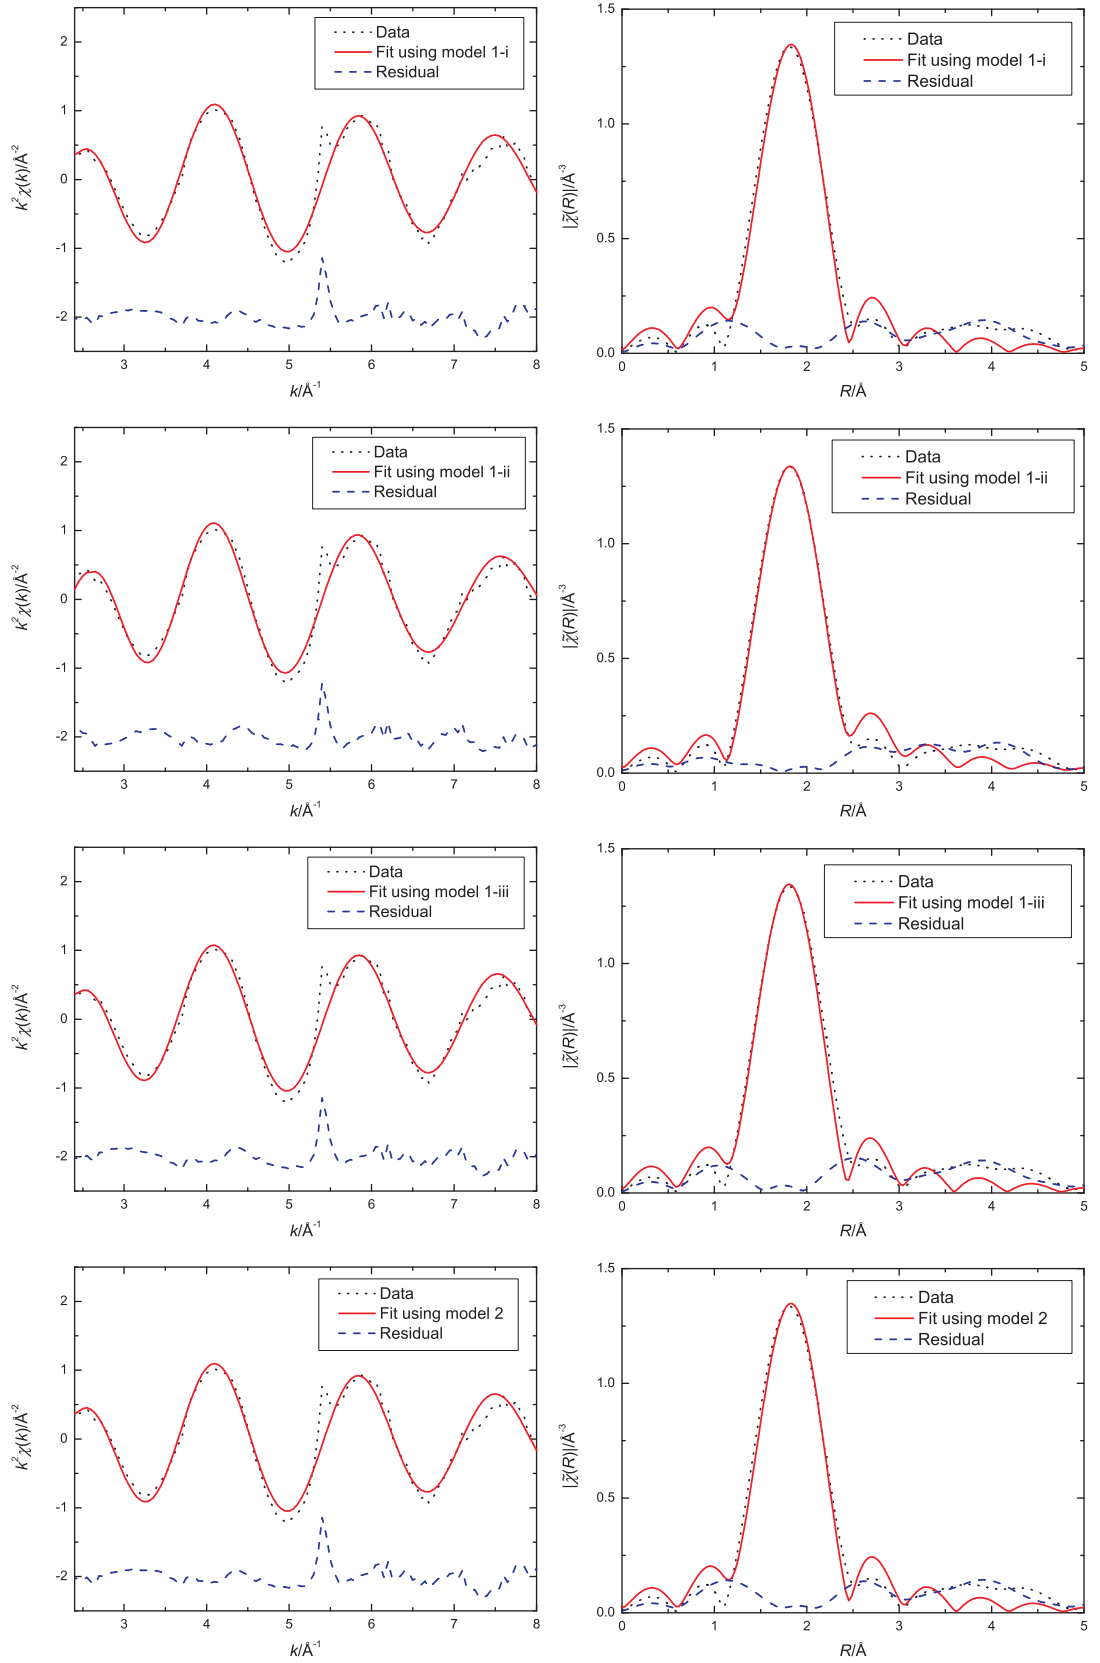 Data
Fit using model 1-i
Residual
2
1
0
-1
-2
k²χ(k)/Å⁻²
3 4 5 6 7 8
k/Å⁻¹
Data
Fit using model 1-i
Residual
1.5
1.0
0.5
0.0
|χ̃(R)|/Å⁻³
0 1 2 3 4 5
R/Å
Data
Fit using model 1-ii
Residual
2
1
0
-1
-2
k²χ(k)/Å⁻²
3 4 5 6 7 8
k/Å⁻¹
Data
Fit using model 1-ii
Residual
1.5
1.0
0.5
0.0
|χ̃(R)|/Å⁻³
0 1 2 3 4 5
R/Å
Data
Fit using model 1-iii
Residual
2
1
0
-1
-2
k²χ(k)/Å⁻²
3 4 5 6 7 8
k/Å⁻¹
Data
Fit using model 1-iii
Residual
1.5
1.0
0.5
0.0
|χ̃(R)|/Å⁻³
0 1 2 3 4 5
R/Å
Data
Fit using model 2
Residual
2
1
0
-1
-2
k²χ(k)/Å⁻²
3 4 5 6 7 8
k/Å⁻¹
Data
Fit using model 2
Residual
1.5
1.0
0.5
0.0
|χ̃(R)|/Å⁻³
0 1 2 3 4 5
R/Å